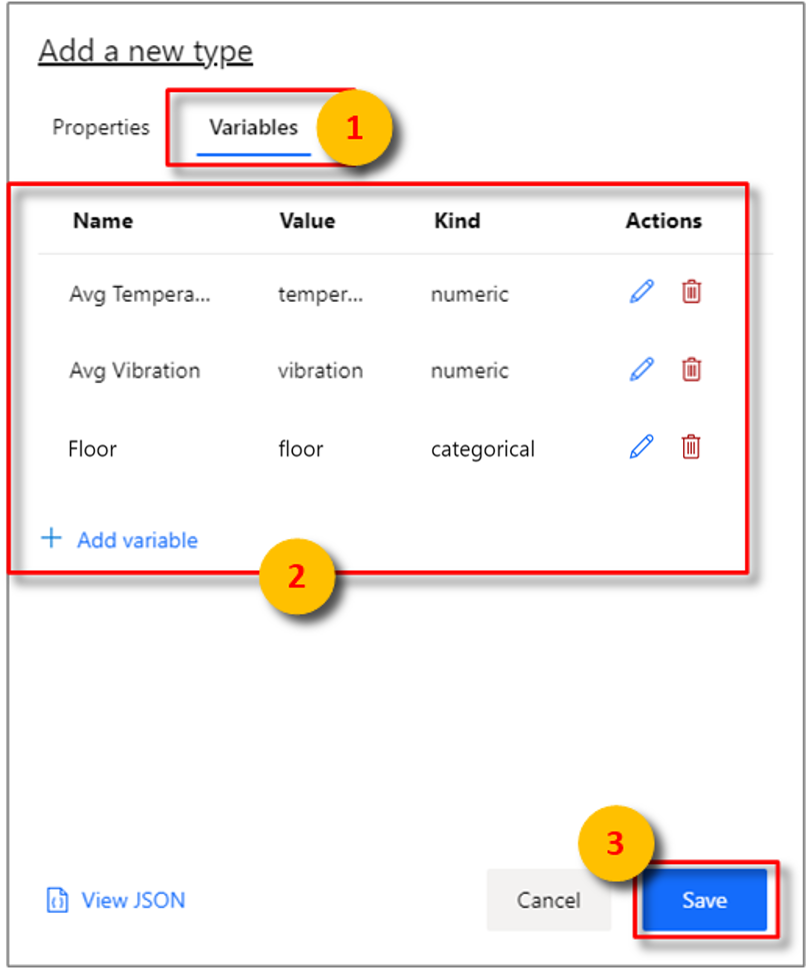 Add a new type
Properties Variables 1
Name Value Kind Actions
Avg Tempera... temper... numeric
Avg Vibration vibration numeric
Floor floor categorical
+ Add variable
2
3
View JSON Cancel Save